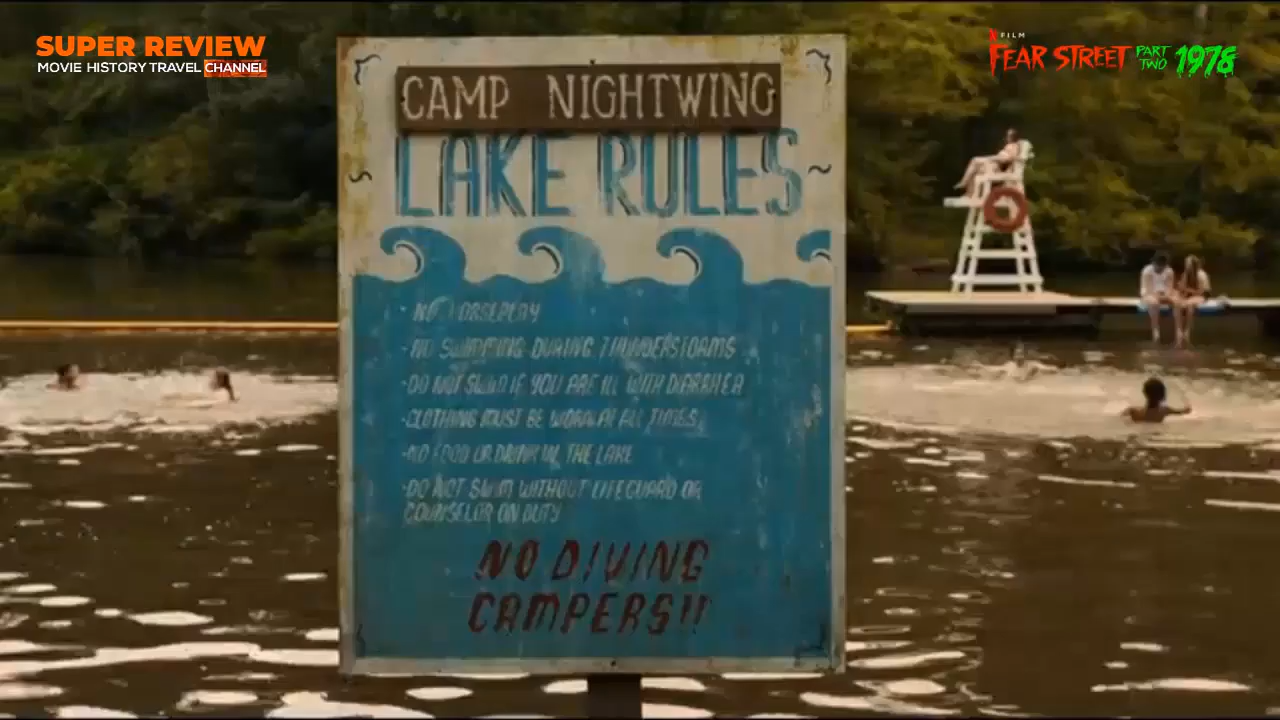 SUPER REVIEW
MOVIE HISTORY TRAVEL CHANNEL
FILM
FEAR STREET PART TWO 1978
CAMP NIGHTWING
LAKE RULES
- NO HORSEPLAY
- NO SWIMMING DURING THUNDERSTORMS
- DO NOT SWIM IF YOU ARE ILL WITH DIARRHEA
- CLOTHING MUST BE WORN AT ALL TIMES
- NO FOOD OR DRINK IN THE LAKE
- DO NOT SWIM WITHOUT LIFEGUARD OR
COUNSELOR ON DUTY
NO DIVING
CAMPERS!!